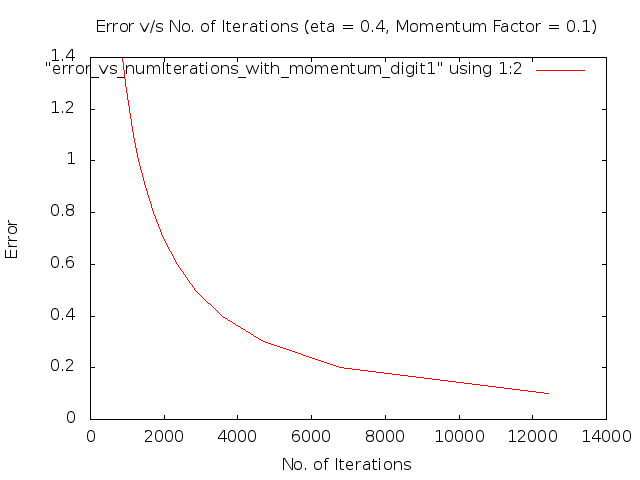 Error v/s No. of Iterations (eta = 0.4, Momentum Factor = 0.1)
"error_vs_numIterations_with_momentum_digit1" using 1:2
1.4
1.2
1
0.8
0.6
0.4
0.2
0
Error
0 2000 4000 6000 8000 10000 12000 14000
No. of Iterations